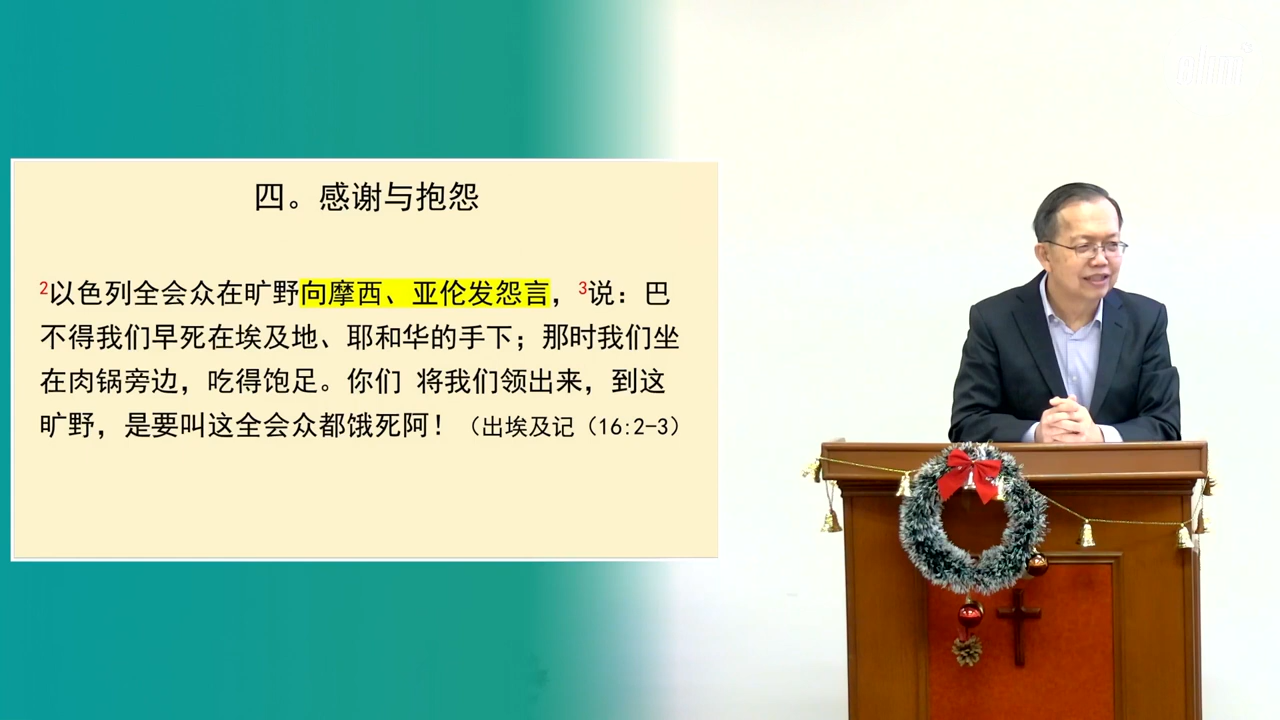 四。感谢与抱怨
2以色列全会众在旷野向摩西、亚伦发怨言，3说：巴
不得我们早死在埃及地、耶和华的手下；那时我们坐
在肉锅旁边，吃得饱足。你们 将我们领出来，到这
旷野，是要叫这全会众都饿死阿！（出埃及记（16:2-3）
elim